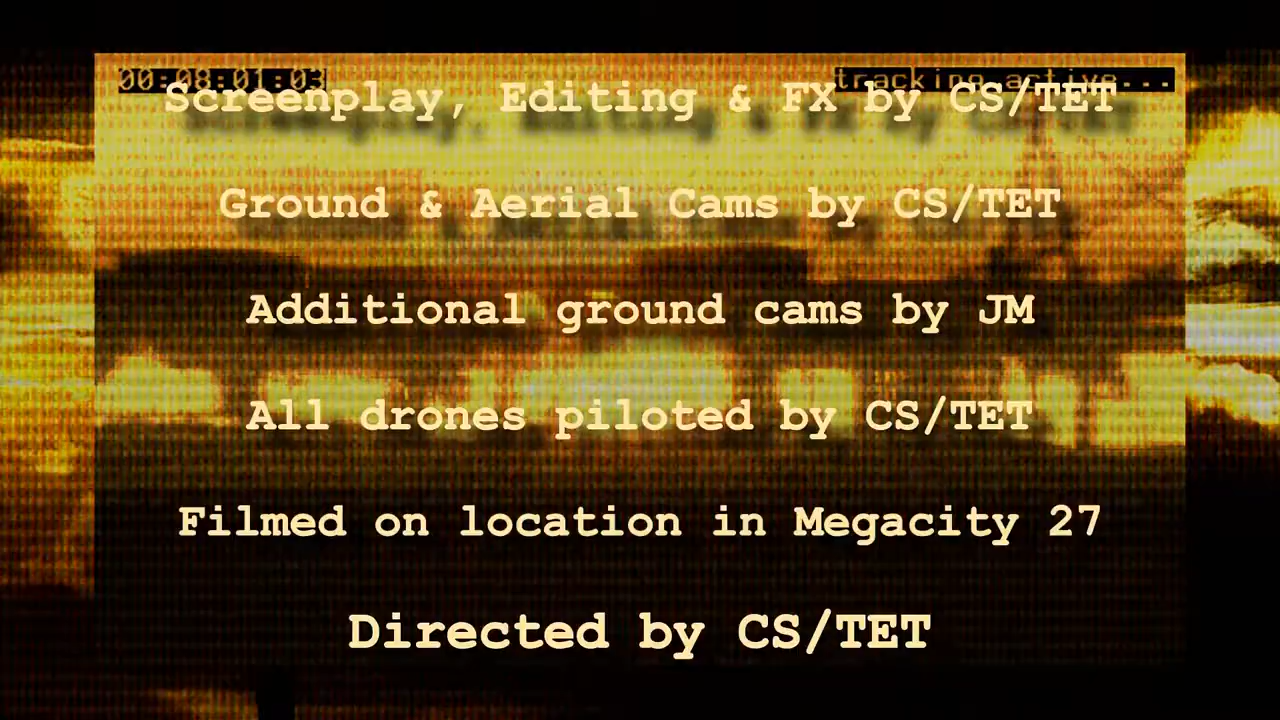 00:08:01:03
tracking active...
Screenplay, Editing & FX by CS/TET
Ground & Aerial Cams by CS/TET
Additional ground cams by JM
All drones piloted by CS/TET
Filmed on location in Megacity 27
Directed by CS/TET